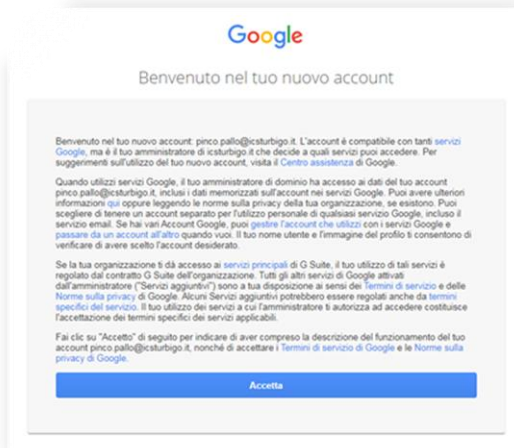 Google
Benvenuto nel tuo nuovo account
Benvenuto nel tuo nuovo account: pinco.pallo@icsturbigo.it. L'account è compatibile con tanti servizi
Google, ma è il tuo amministratore di icsturbigo.it che decide a quali servizi puoi accedere. Per
suggerimenti sull'utilizzo del tuo nuovo account, visita il Centro assistenza di Google.
Quando utilizzi servizi Google, il tuo amministratore di dominio ha accesso ai dati del tuo account
pinco.pallo@icsturbigo.it, inclusi i dati memorizzati sull'account nei servizi Google. Puoi avere ulteriori
informazioni qui oppure leggendo le norme sulla privacy della tua organizzazione, se esistono. Puoi
scegliere di tenere un account separato per l'utilizzo personale di qualsiasi servizio Google, incluso il
servizio email. Se hai vari Account Google, puoi gestire l'account che utilizzi con i servizi Google e
passare da un account all'altro quando vuoi. Il tuo nome utente e l'immagine del profilo ti consentono di
verificare di avere scelto l'account desiderato.
Se la tua organizzazione ti dà accesso ai servizi principali di G Suite, il tuo utilizzo di tali servizi è
regolato dal contratto G Suite dell'organizzazione. Tutti gli altri servizi di Google attivati
dall'amministratore ("Servizi aggiuntivi") sono a tua disposizione ai sensi dei Termini di servizio e delle
Norme sulla privacy di Google. Alcuni Servizi aggiuntivi potrebbero essere regolati anche da termini
specifici del servizio. Il tuo utilizzo dei servizi a cui l'amministratore ti autorizza ad accedere costituisce
l'accettazione dei termini specifici dei servizi applicabili.
Fai clic su "Accetto" di seguito per indicare di aver compreso la descrizione del funzionamento del tuo
account pinco.pallo@icsturbigo.it, nonché di accettare i Termini di servizio di Google e le Norme sulla
privacy di Google.
Accetta